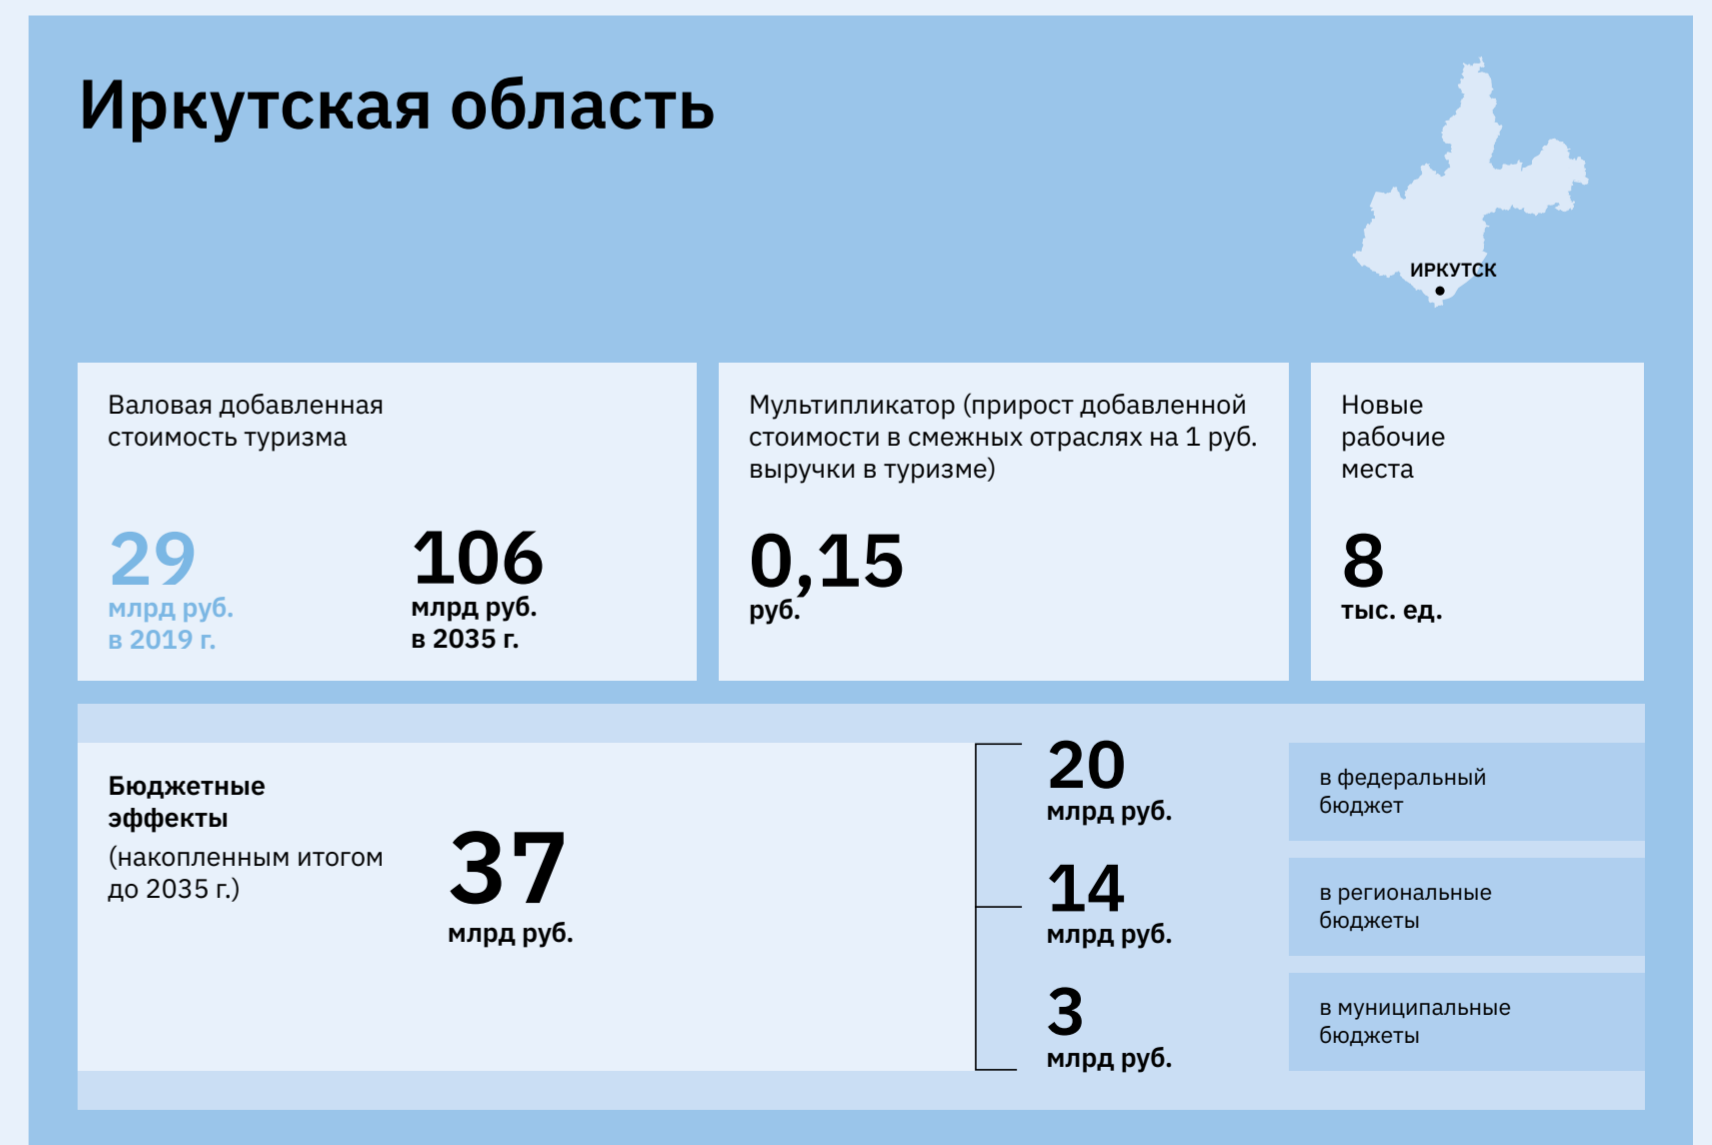 Иркутская область
ИРКУТСК
Валовая добавленная
стоимость туризма
29
млрд руб.
в 2019 г.
106
млрд руб.
в 2035 г.
Мультипликатор (прирост добавленной
стоимости в смежных отраслях на 1 руб.
выручки в туризме)
0,15
руб.
Новые
рабочие
места
8
тыс. ед.
Бюджетные
эффекты
(накопленным итогом
до 2035 г.)
37
млрд руб.
20
млрд руб.
в федеральный
бюджет
14
млрд руб.
в региональные
бюджеты
3
млрд руб.
в муниципальные
бюджеты